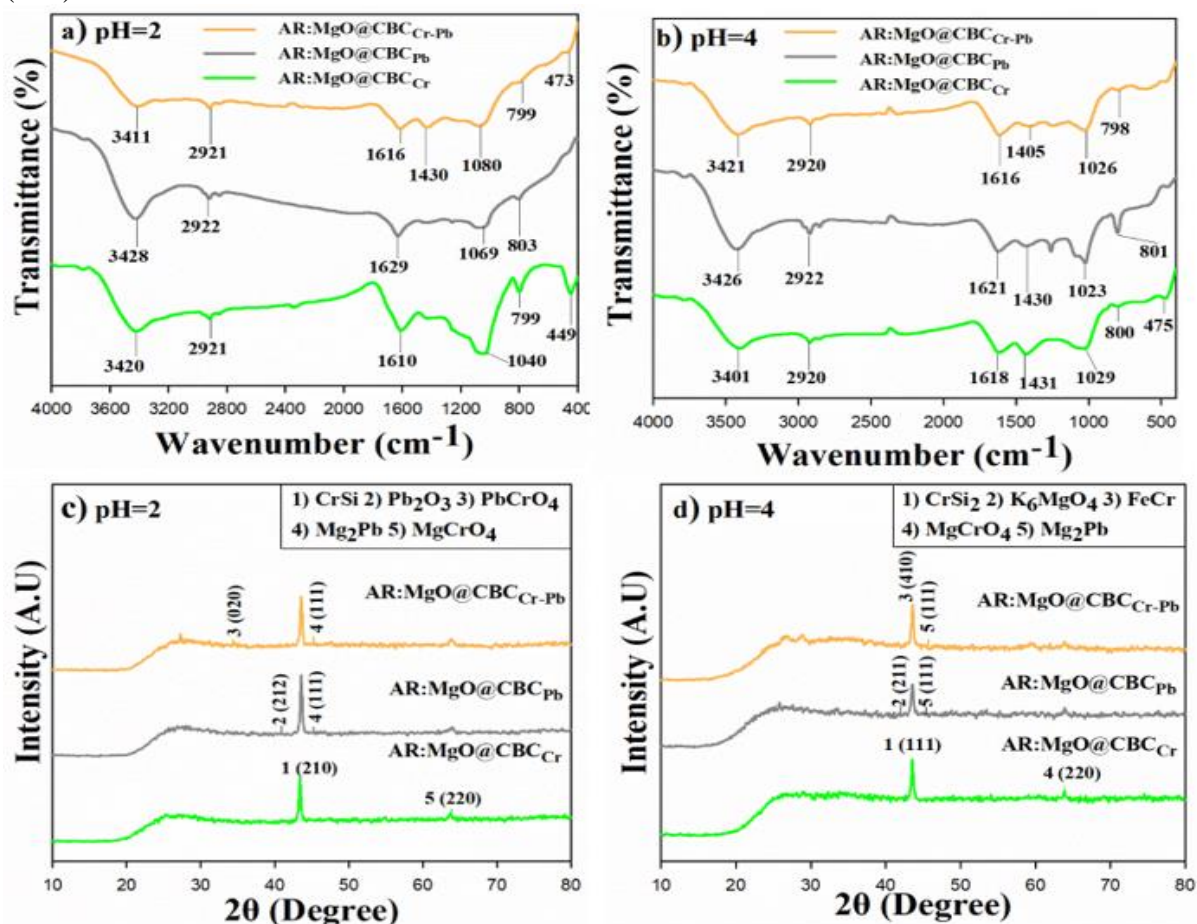 a) pH=2
AR:MgO@CBCCr-Pb
AR:MgO@CBCPb
AR:MgO@CBCCr
473
799
3411
2921
1616
1430
1080
3428
2922
1629
1069
803
3420
2921
1610
1040
799
449
Transmittance (%)
4000 3600 3200 2800 2400 2000 1600 1200 800 400
Wavenumber (cm-1)
b) pH=4
AR:MgO@CBCCr-Pb
AR:MgO@CBCPb
AR:MgO@CBCCr
798
3421
2920
1616
1405
1026
3426
2922
1621
1430
1023
801
3401
2920
1618
1431
1029
800
475
Transmittance (%)
4000 3500 3000 2500 2000 1500 1000 500
Wavenumber (cm-1)
c) pH=2
1) CrSi 2) Pb2O3 3) PbCrO4
4) Mg2Pb 5) MgCrO4
AR:MgO@CBCCr-Pb
3 (020)
4 (111)
AR:MgO@CBCPb
2 (212)
4 (111)
AR:MgO@CBCCr
1 (210)
5 (220)
Intensity (A.U)
10 20 30 40 50 60 70 80
2θ (Degree)
d) pH=4
1) CrSi2 2) K6MgO4 3) FeCr
4) MgCrO4 5) Mg2Pb
AR:MgO@CBCCr-Pb
3 (410)
5 (111)
AR:MgO@CBCPb
2 (211)
5 (111)
AR:MgO@CBCCr
1 (111)
4 (220)
Intensity (A.U)
10 20 30 40 50 60 70 80
2θ (Degree)